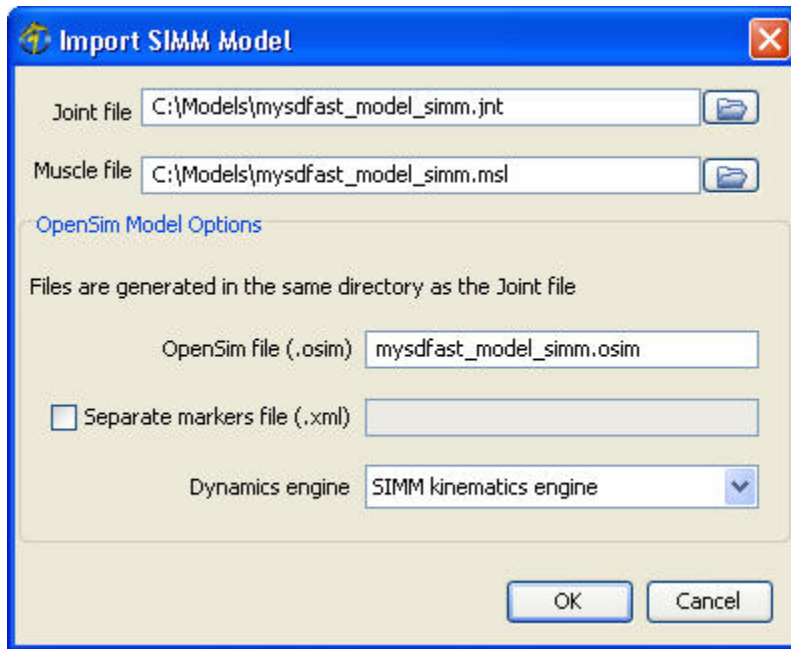 Import SIMM Model
Joint file C:\Models\mysdfast_model_simm.jnt
Muscle file C:\Models\mysdfast_model_simm.msl
OpenSim Model Options
Files are generated in the same directory as the Joint file
OpenSim file (.osim) mysdfast_model_simm.osim
Separate markers file (.xml)
Dynamics engine SIMM kinematics engine
OK Cancel